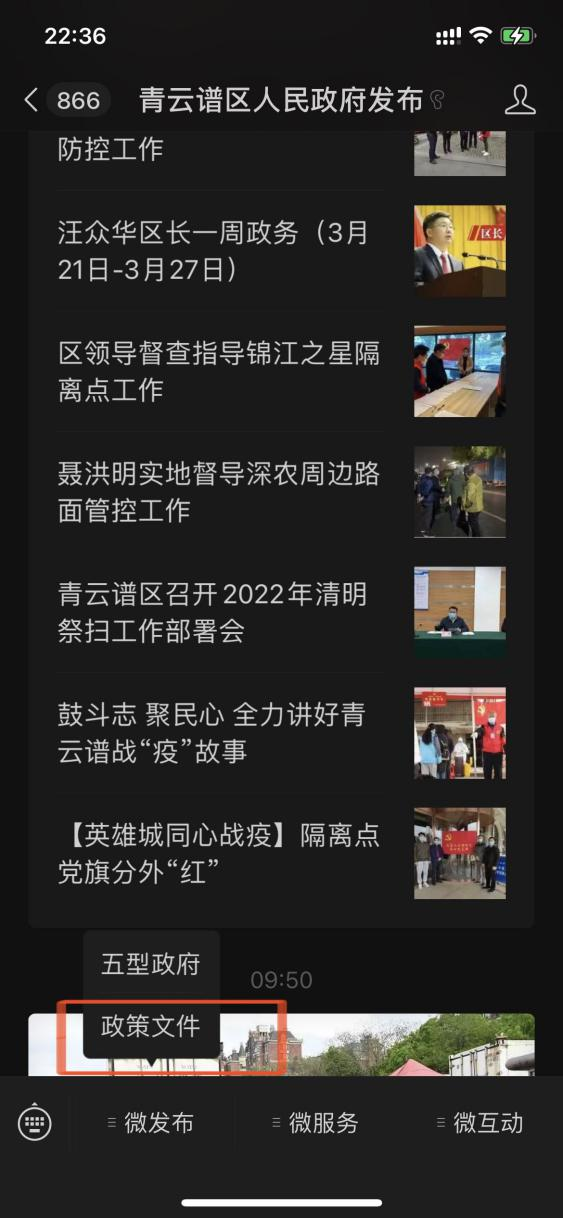 22:36
866
青云谱区人民政府发布
防控工作
汪众华区长一周政务（3月
21日-3月27日）
区长
区领导督查指导锦江之星隔
离点工作
聂洪明实地督导深农周边路
面管控工作
青云谱区召开2022年清明
祭扫工作部署会
鼓斗志 聚民心 全力讲好青
云谱战“疫”故事
【英雄城同心战疫】隔离点
党旗分外“红”
五型政府
09:50
政策文件
微发布
微服务
微互动